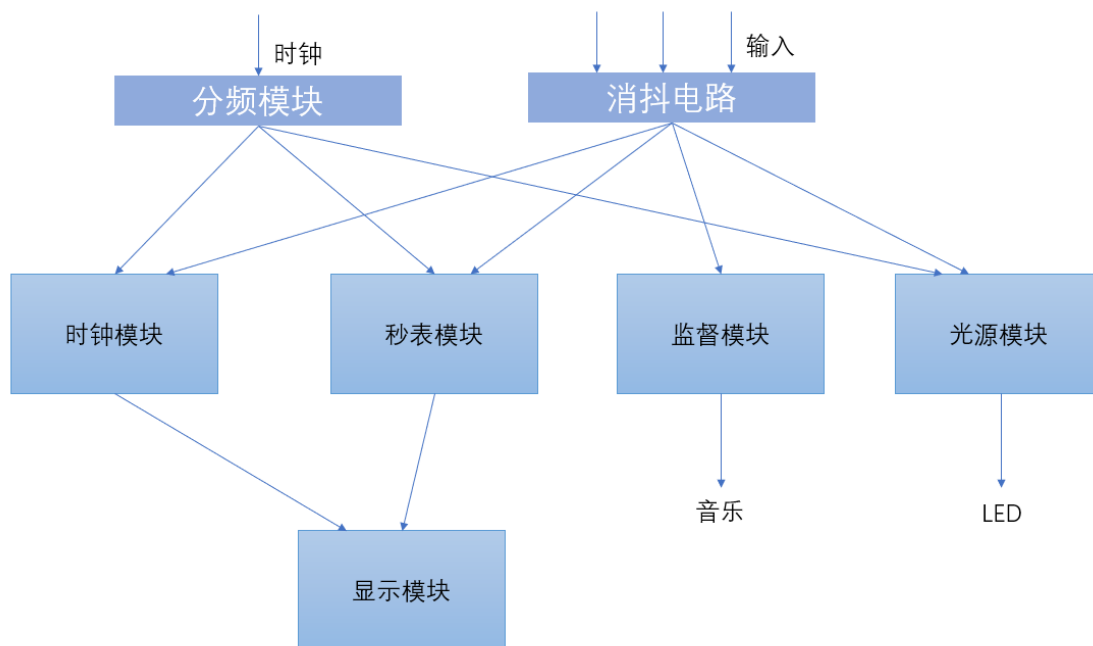 时钟
输入
分频模块
消抖电路
时钟模块
秒表模块
监督模块
光源模块
音乐
LED
显示模块